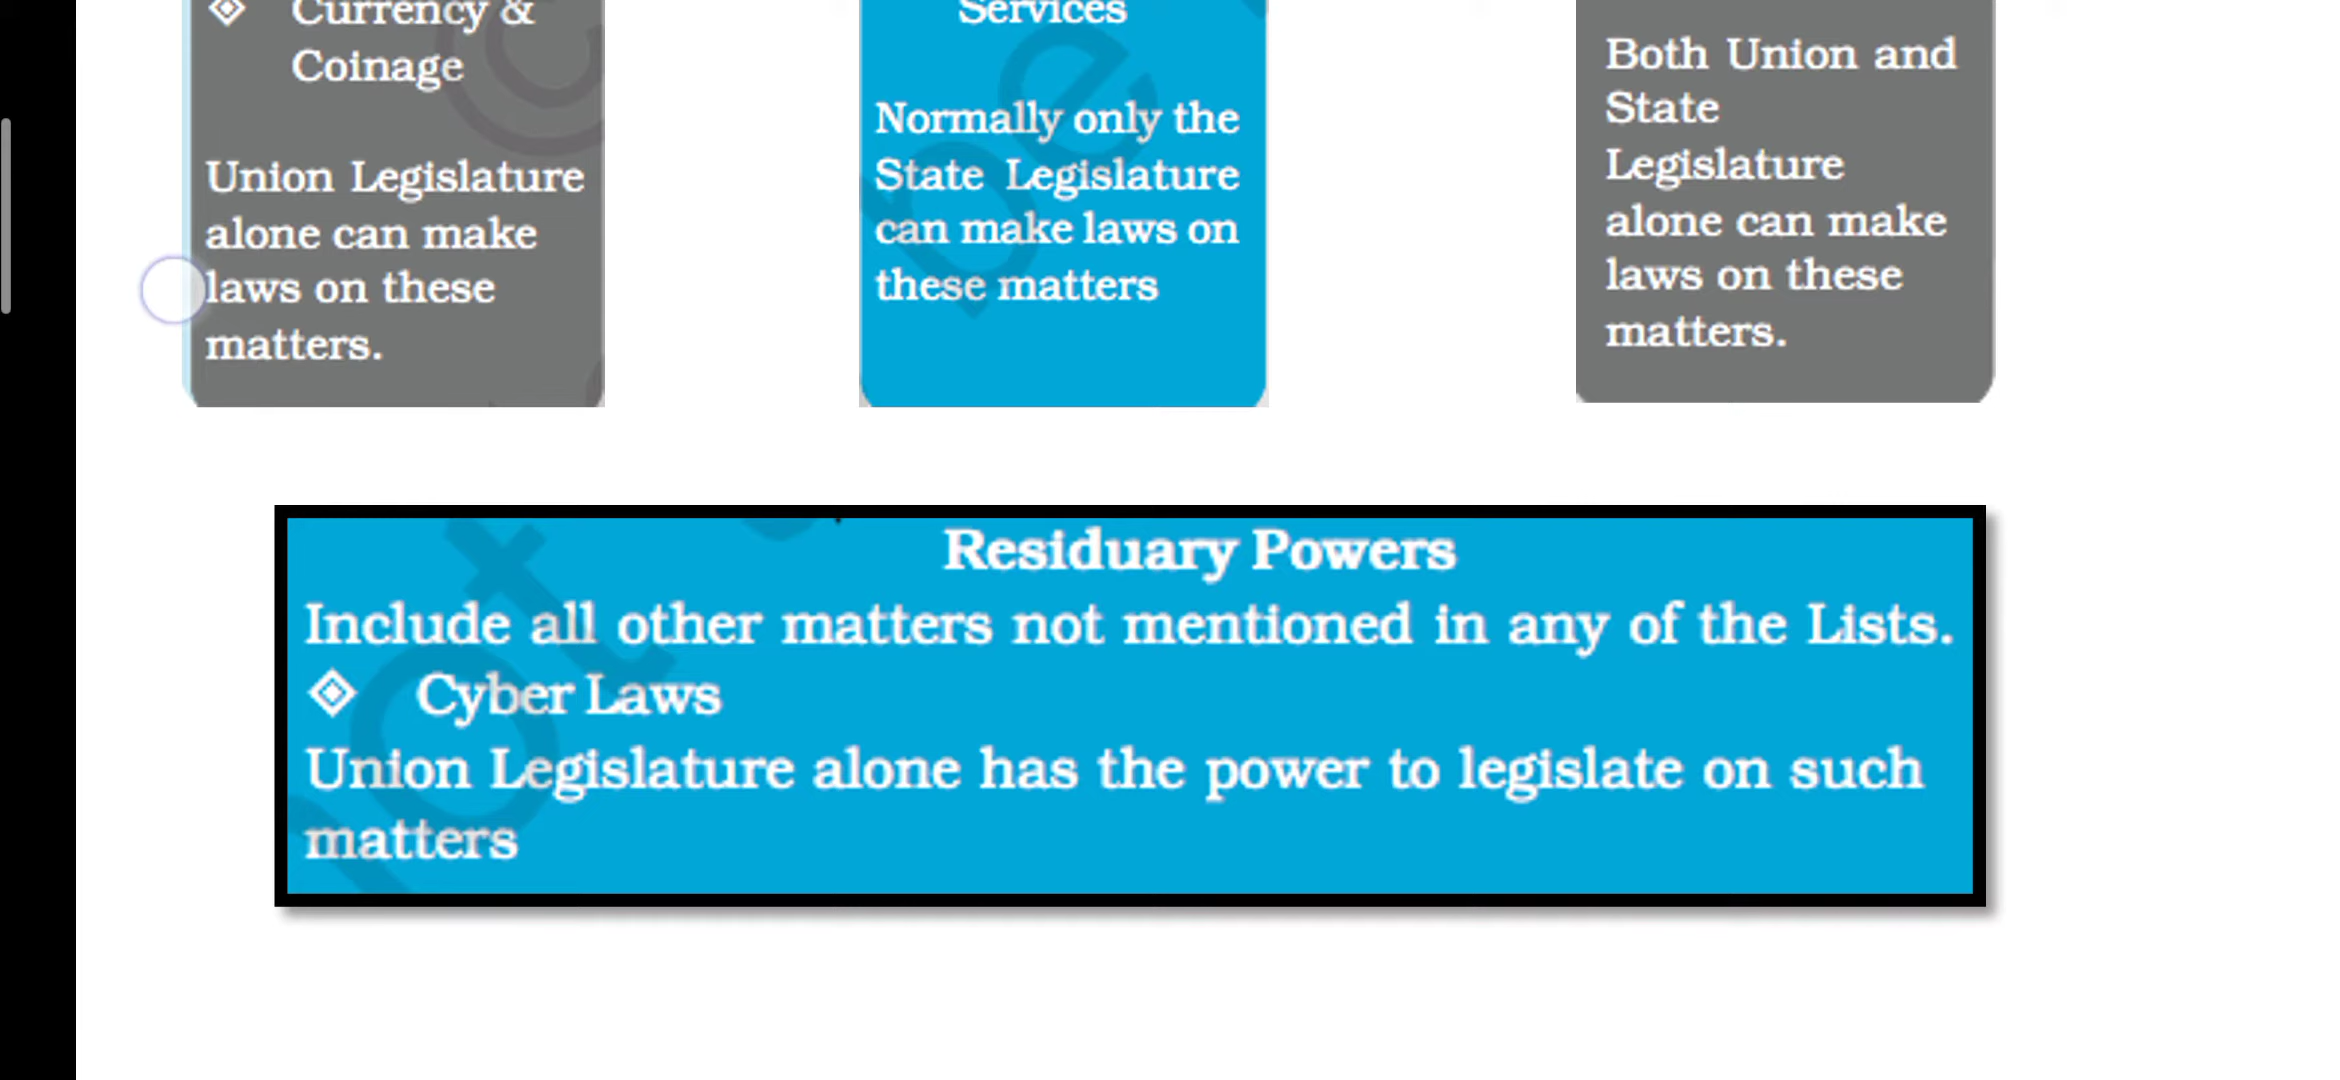 Currency &
Coinage
Union Legislature
alone can make
laws on these
matters.
Services
Normally only the
State Legislature
can make laws on
these matters
Both Union and
State
Legislature
alone can make
laws on these
matters.
Residuary Powers
Include all other matters not mentioned in any of the Lists.
Cyber Laws
Union Legislature alone has the power to legislate on such
matters